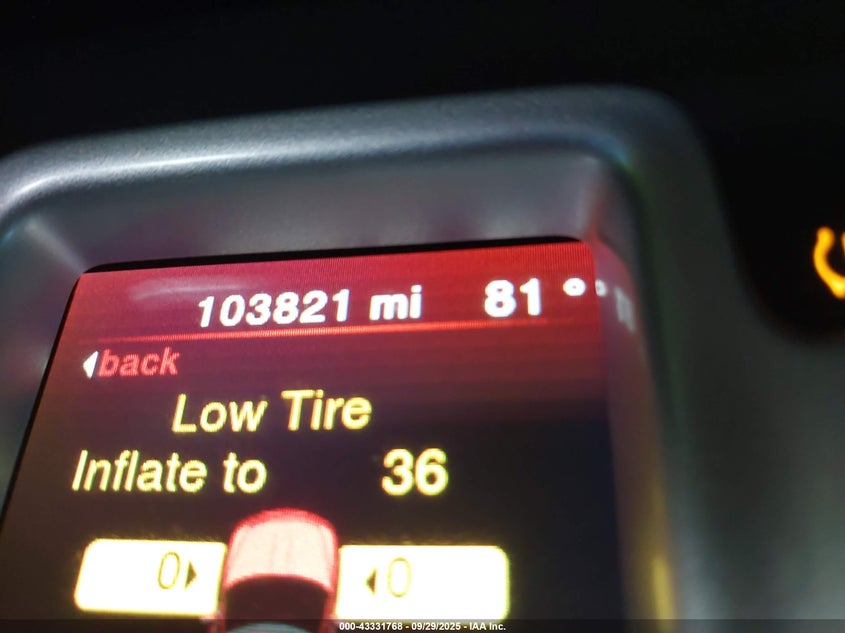 103821 mi 81°
back
Low Tire
Inflate to 36
0 0
000-43331768 - 09/29/2025 - IAA Inc.